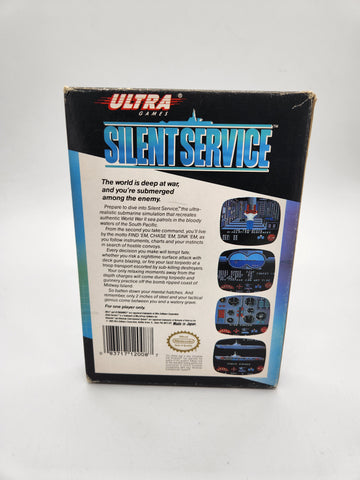 ULTRA®
GAMES
SILENT SERVICE™
The world is deep at war,
and you're submerged
among the enemy.
Prepare to dive into Silent Service,™ the ultra-
realistic submarine simulation that recreates
authentic World War II sea patrols in the bloody
waters of the South Pacific.
From the second you take command, you'll live
by the motto FIND 'EM, CHASE 'EM, SINK 'EM, as
you follow instruments, charts and your instincts
in search of hostile convoys.
Every decision you make will tempt fate,
whether you risk a nighttime surface attack with
deck guns blazing, or fire your last torpedo at a
troop transport escorted by sub killing destroyers.
Your only relaxing moments away from the
depth charges will come during torpedo and
gunnery practice off the bomb ripped coast of
Midway Island.
So batten down your mental hatches. And
remember, only 2 inches of steel and your tactical
genius come between you and a watery grave.
For one player only.
Made in Japan
0 83717 12008 7
Nintendo